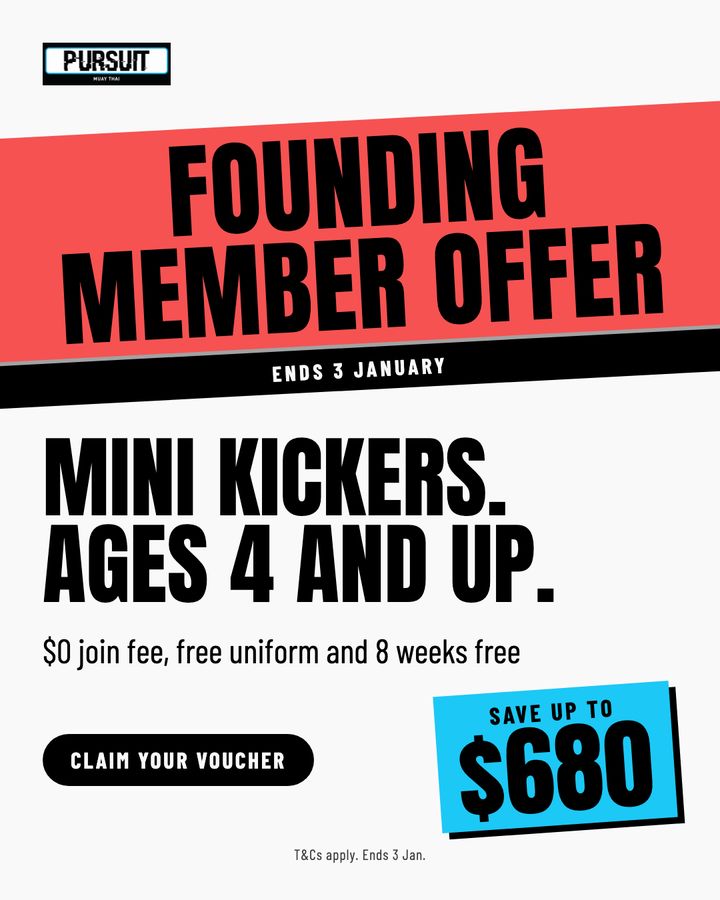 PURSUIT
MUAY THAI
FOUNDING
MEMBER OFFER
ENDS 3 JANUARY
MINI KICKERS.
AGES 4 AND UP.
$0 join fee, free uniform and 8 weeks free
SAVE UP TO
$680
CLAIM YOUR VOUCHER
T&Cs apply. Ends 3 Jan.